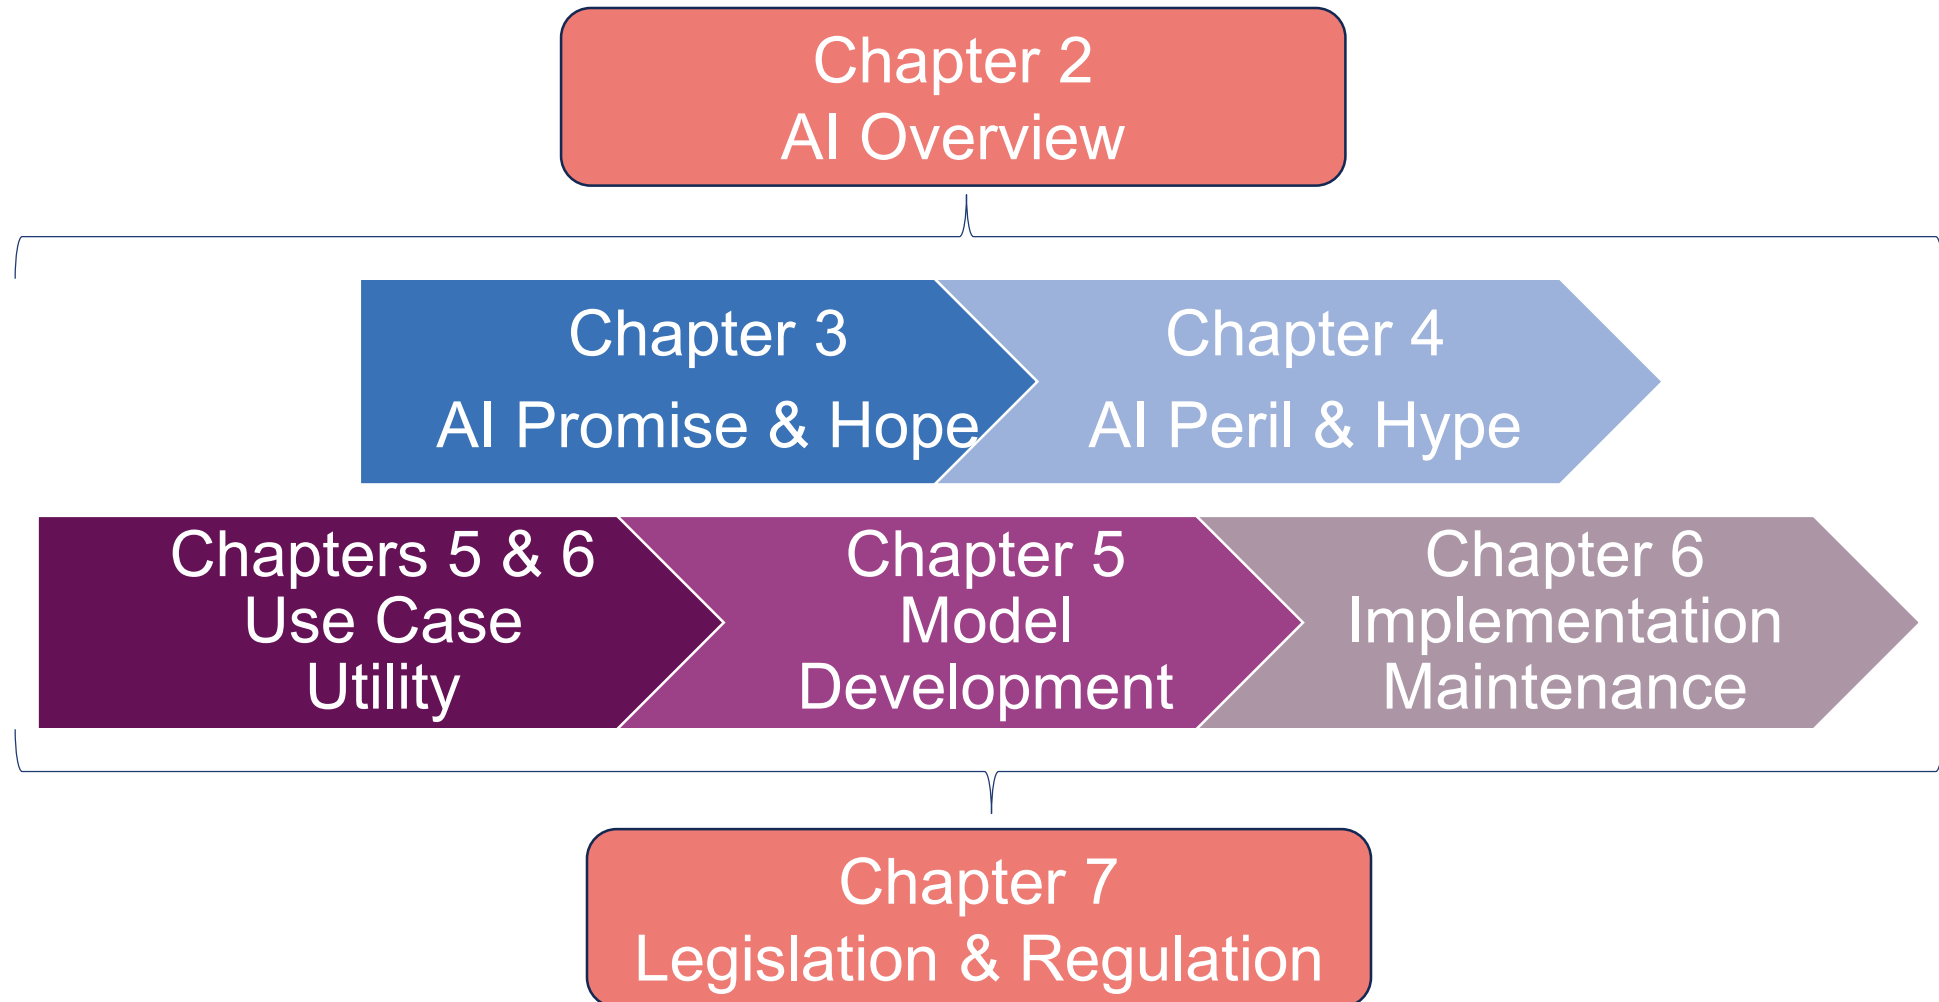 Chapter 2
AI Overview
Chapter 3
AI Promise & Hope
Chapter 4
AI Peril & Hype
Chapters 5 & 6
Use Case
Utility
Chapter 5
Model
Development
Chapter 6
Implementation
Maintenance
Chapter 7
Legislation & Regulation